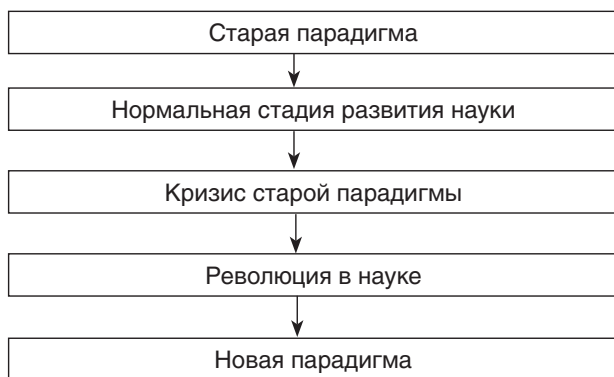 Старая парадигма
Нормальная стадия развития науки
Кризис старой парадигмы
Революция в науке
Новая парадигма